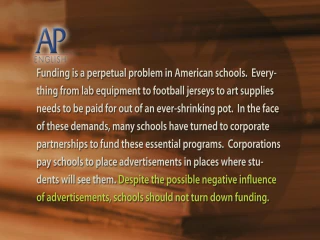 AP
ENGLISH
Funding is a perpetual problem in American schools. Every-
thing from lab equipment to football jerseys to art supplies
needs to be paid for out of an ever-shrinking pot. In the face
of these demands, many schools have turned to corporate
partnerships to fund these essential programs. Corporations
pay schools to place advertisements in places where stu-
dents will see them. Despite the possible negative influence
of advertisements, schools should not turn down funding.